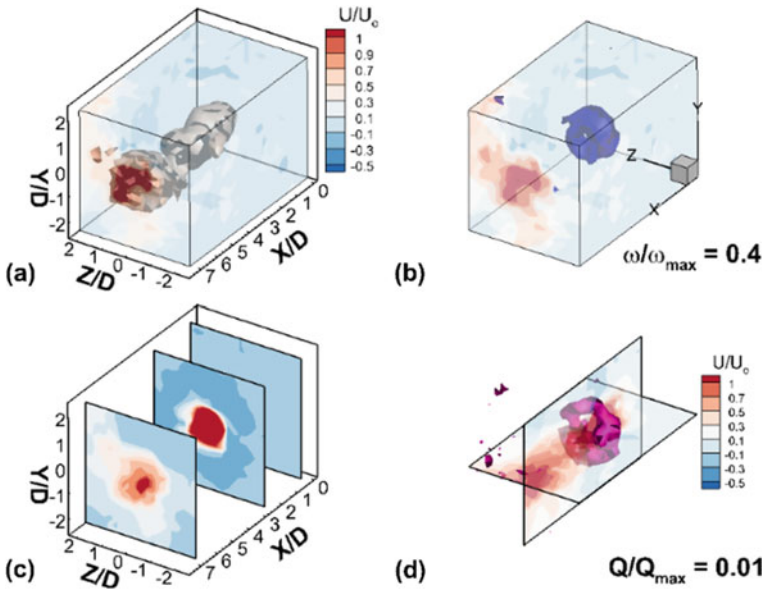 U/U₀
1
0.9
0.7
0.5
0.3
0.1
-0.1
-0.3
-0.5
Y/D
2
1
0
-1
-2
2 1 0 -1 -2
Z/D
7 6 5 4 3 2 1 0
X/D
(a)
Y
Z
X
(b)
ω/ωmax = 0.4
Y/D
2
1
0
-1
-2
2 1 0 -1 -2
Z/D
7 6 5 4 3 2 1 0
X/D
(c)
U/U₀
1
0.7
0.5
0.3
0.1
-0.1
-0.3
-0.5
(d)
Q/Qmax = 0.01